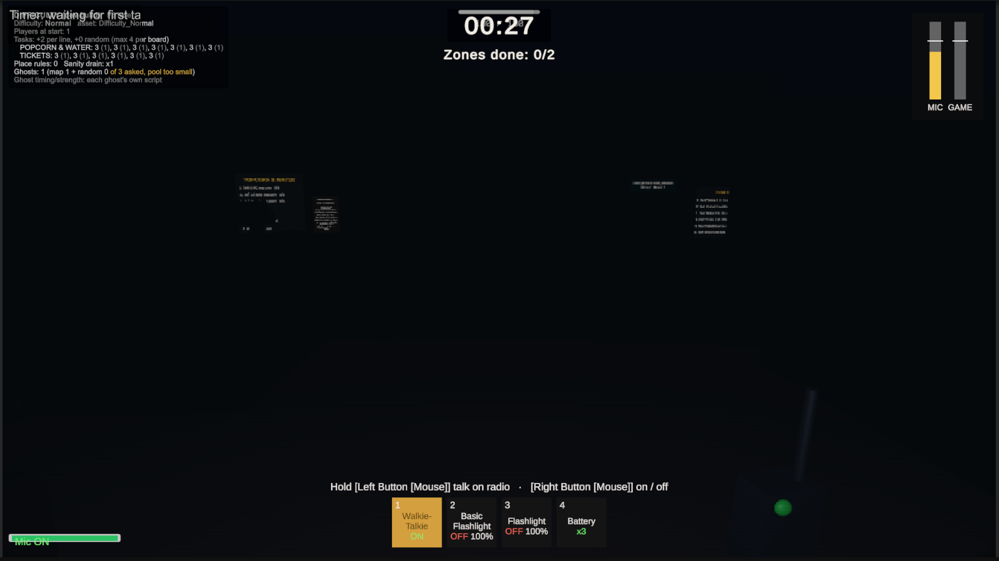 Timer: waiting for first ta
Difficulty: Normal asset: Difficulty_Normal
Players at start: 1
Tasks: +2 per line, +0 random (max 4 per board)
POPCORN & WATER: 3 (1), 3 (1), 3 (1), 3 (1), 3 (1), 3 (1), 3 (1)
TICKETS: 3 (1), 3 (1), 3 (1), 3 (1), 3 (1), 3 (1)
Place rules: 0 Sanity drain: x1
Ghosts: 1 (map 1 + random 0 of 3 asked, pool too small)
Ghost timing/strength: each ghost's own script
00:27
Zones done: 0/2
MIC GAME
POPCORN & WATER
Hold [Left Button [Mouse]] talk on radio · [Right Button [Mouse]] on / off
1
Walkie-
Talkie
ON
2
Basic
Flashlight
OFF 100%
3
Flashlight
OFF 100%
4
Battery
x3
Mic ON